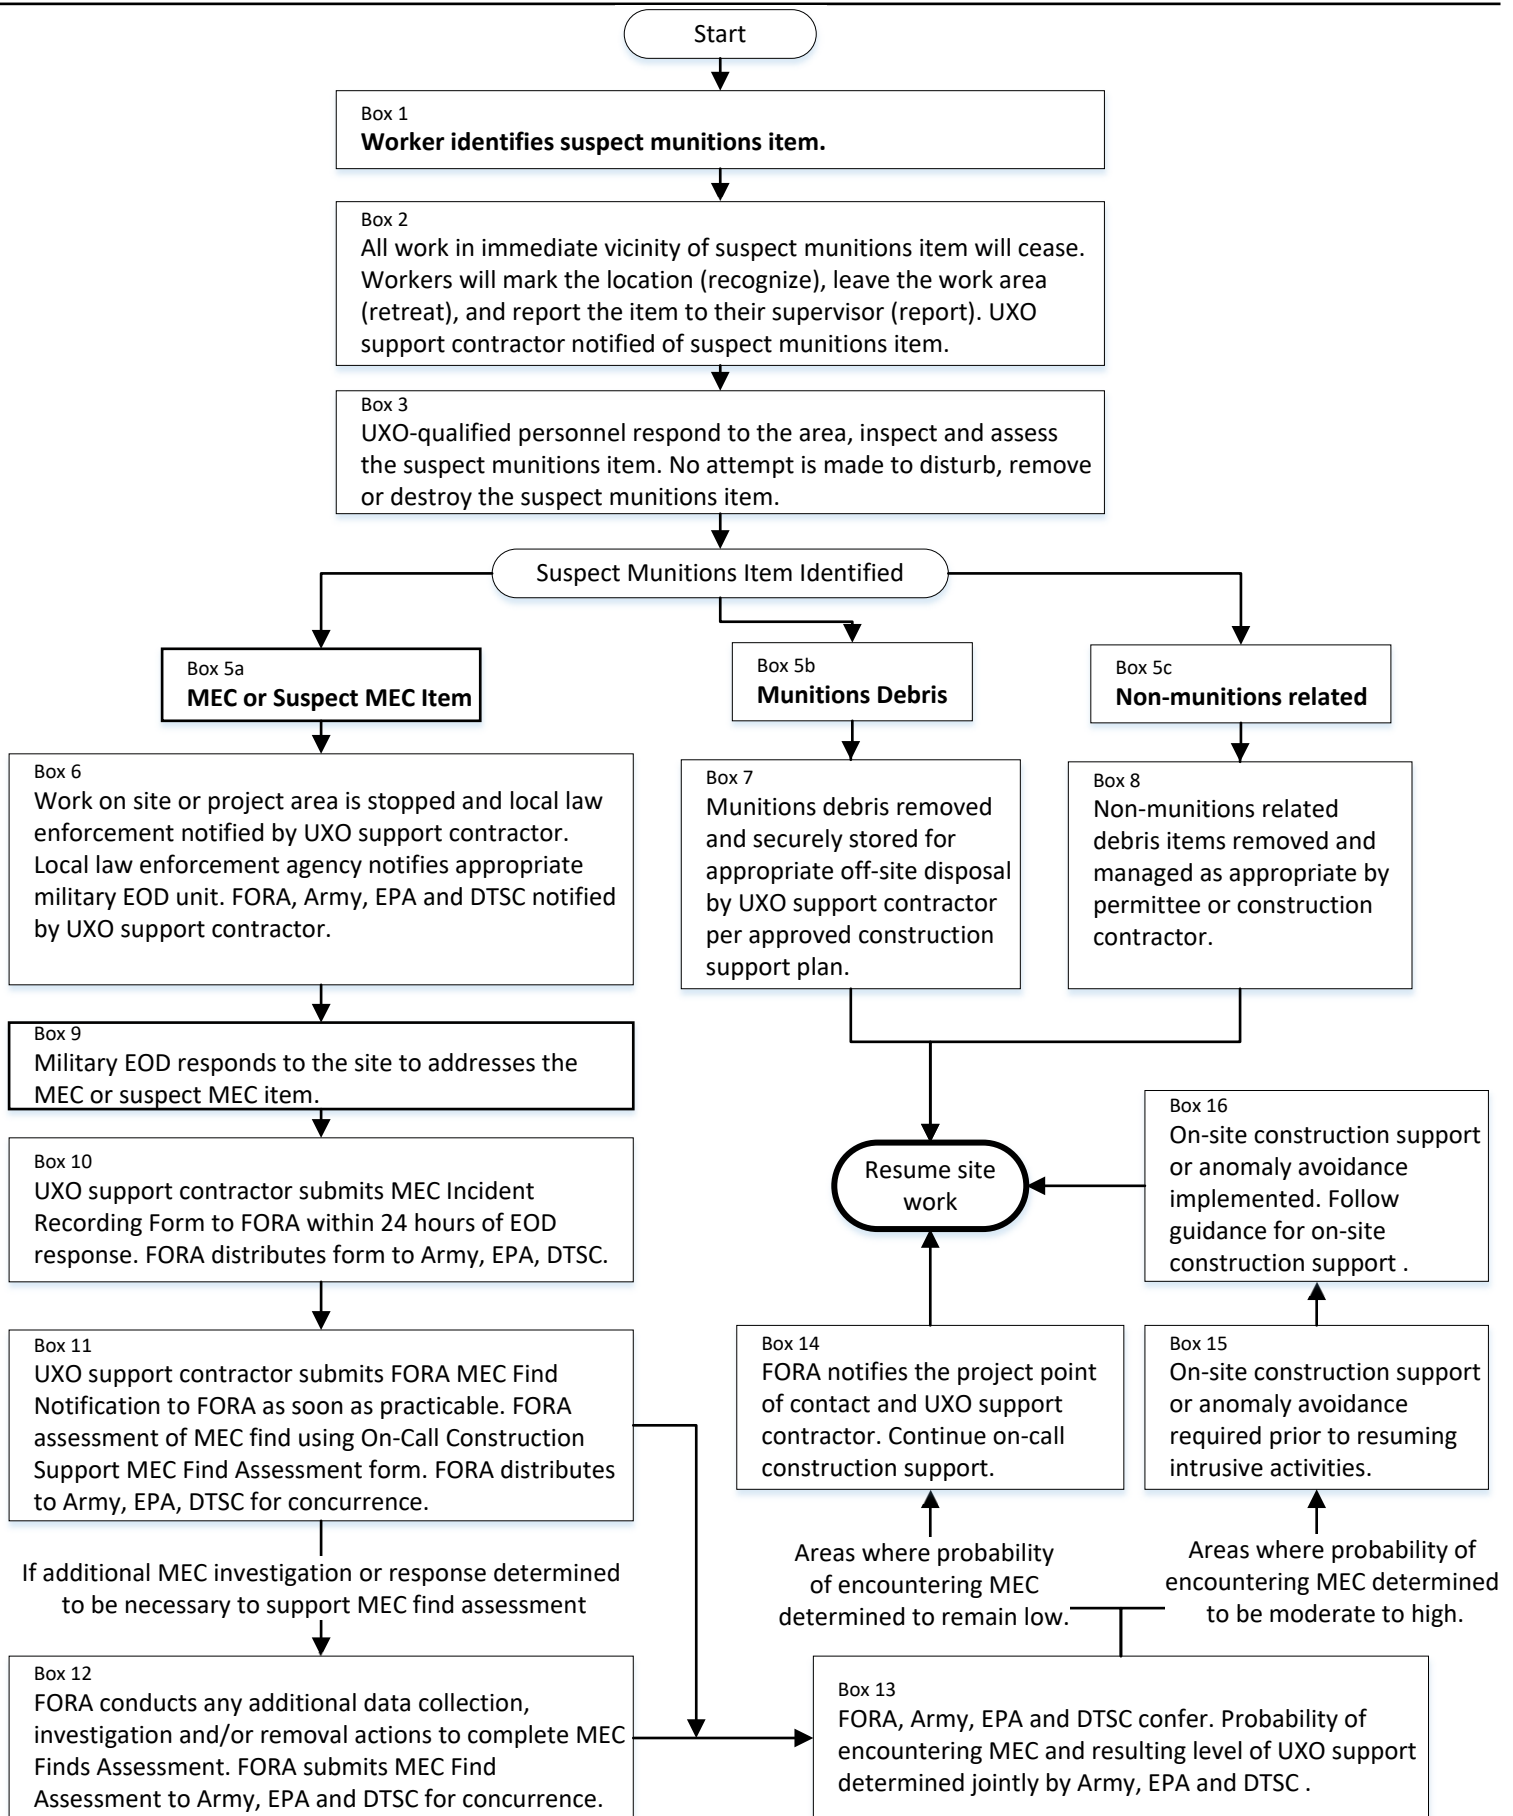 Start
Box 1
Worker identifies suspect munitions item.
Box 2
All work in immediate vicinity of suspect munitions item will cease.
Workers will mark the location (recognize), leave the work area
(retreat), and report the item to their supervisor (report). UXO
support contractor notified of suspect munitions item.
Box 3
UXO-qualified personnel respond to the area, inspect and assess
the suspect munitions item. No attempt is made to disturb, remove
or destroy the suspect munitions item.
Suspect Munitions Item Identified
Box 5a
MEC or Suspect MEC Item
Box 5b
Munitions Debris
Box 5c
Non-munitions related
Box 6
Work on site or project area is stopped and local law
enforcement notified by UXO support contractor.
Local law enforcement agency notifies appropriate
military EOD unit. FORA, Army, EPA and DTSC notified
by UXO support contractor.
Box 7
Munitions debris removed
and securely stored for
appropriate off-site disposal
by UXO support contractor
per approved construction
support plan.
Box 8
Non-munitions related
debris items removed and
managed as appropriate by
permittee or construction
contractor.
Box 9
Military EOD responds to the site to addresses the
MEC or suspect MEC item.
Box 10
UXO support contractor submits MEC Incident
Recording Form to FORA within 24 hours of EOD
response. FORA distributes form to Army, EPA, DTSC.
Resume site
work
Box 16
On-site construction support
or anomaly avoidance
implemented. Follow
guidance for on-site
construction support .
Box 11
UXO support contractor submits FORA MEC Find
Notification to FORA as soon as practicable. FORA
assessment of MEC find using On-Call Construction
Support MEC Find Assessment form. FORA distributes
to Army, EPA, DTSC for concurrence.
Box 14
FORA notifies the project point
of contact and UXO support
contractor. Continue on-call
construction support.
Box 15
On-site construction support
or anomaly avoidance
required prior to resuming
intrusive activities.
If additional MEC investigation or response determined
to be necessary to support MEC find assessment
Areas where probability
of encountering MEC
determined to remain low.
Areas where probability of
encountering MEC determined
to be moderate to high.
Box 12
FORA conducts any additional data collection,
investigation and/or removal actions to complete MEC
Finds Assessment. FORA submits MEC Find
Assessment to Army, EPA and DTSC for concurrence.
Box 13
FORA, Army, EPA and DTSC confer. Probability of
encountering MEC and resulting level of UXO support
determined jointly by Army, EPA and DTSC .